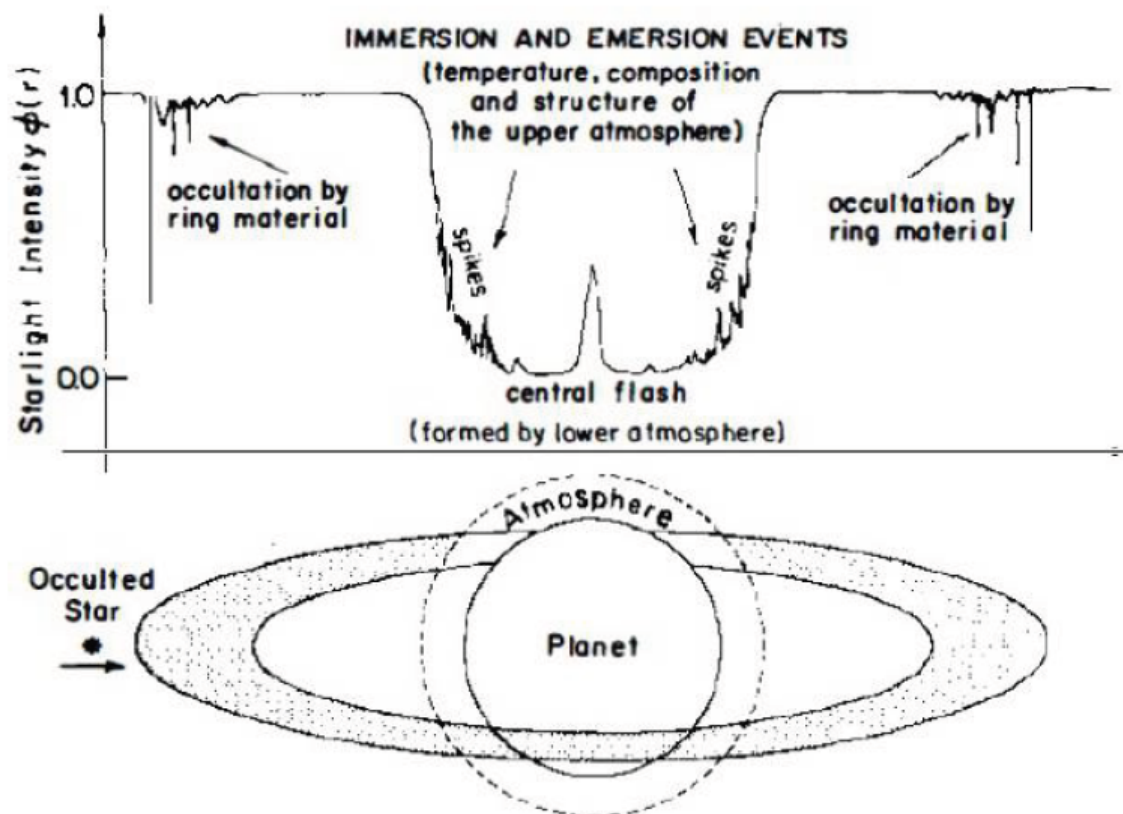 IMMERSION AND EMERSION EVENTS
(temperature, composition
and structure of
the upper atmosphere)
Starlight Intensity ϕ(r)
1.0
0.0
occultation by
ring material
spikes
spikes
occultation by
ring material
central flash
(formed by lower atmosphere)
Atmosphere
Occulted
Star
Planet